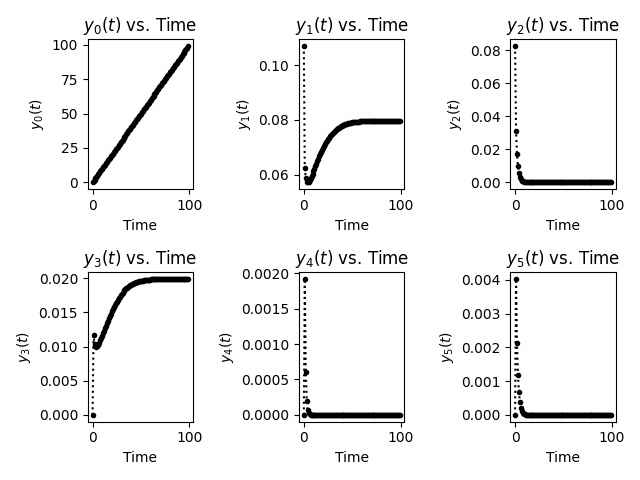 y₀(t) vs. Time
y₀(t)
100
75
50
25
0
0
100
Time
y₁(t) vs. Time
y₁(t)
0.10
0.08
0.06
0
100
Time
y₂(t) vs. Time
y₂(t)
0.08
0.06
0.04
0.02
0.00
0
100
Time
y₃(t) vs. Time
y₃(t)
0.020
0.015
0.010
0.005
0.000
0
100
Time
y₄(t) vs. Time
y₄(t)
0.0020
0.0015
0.0010
0.0005
0.0000
0
100
Time
y₅(t) vs. Time
y₅(t)
0.004
0.003
0.002
0.001
0.000
0
100
Time